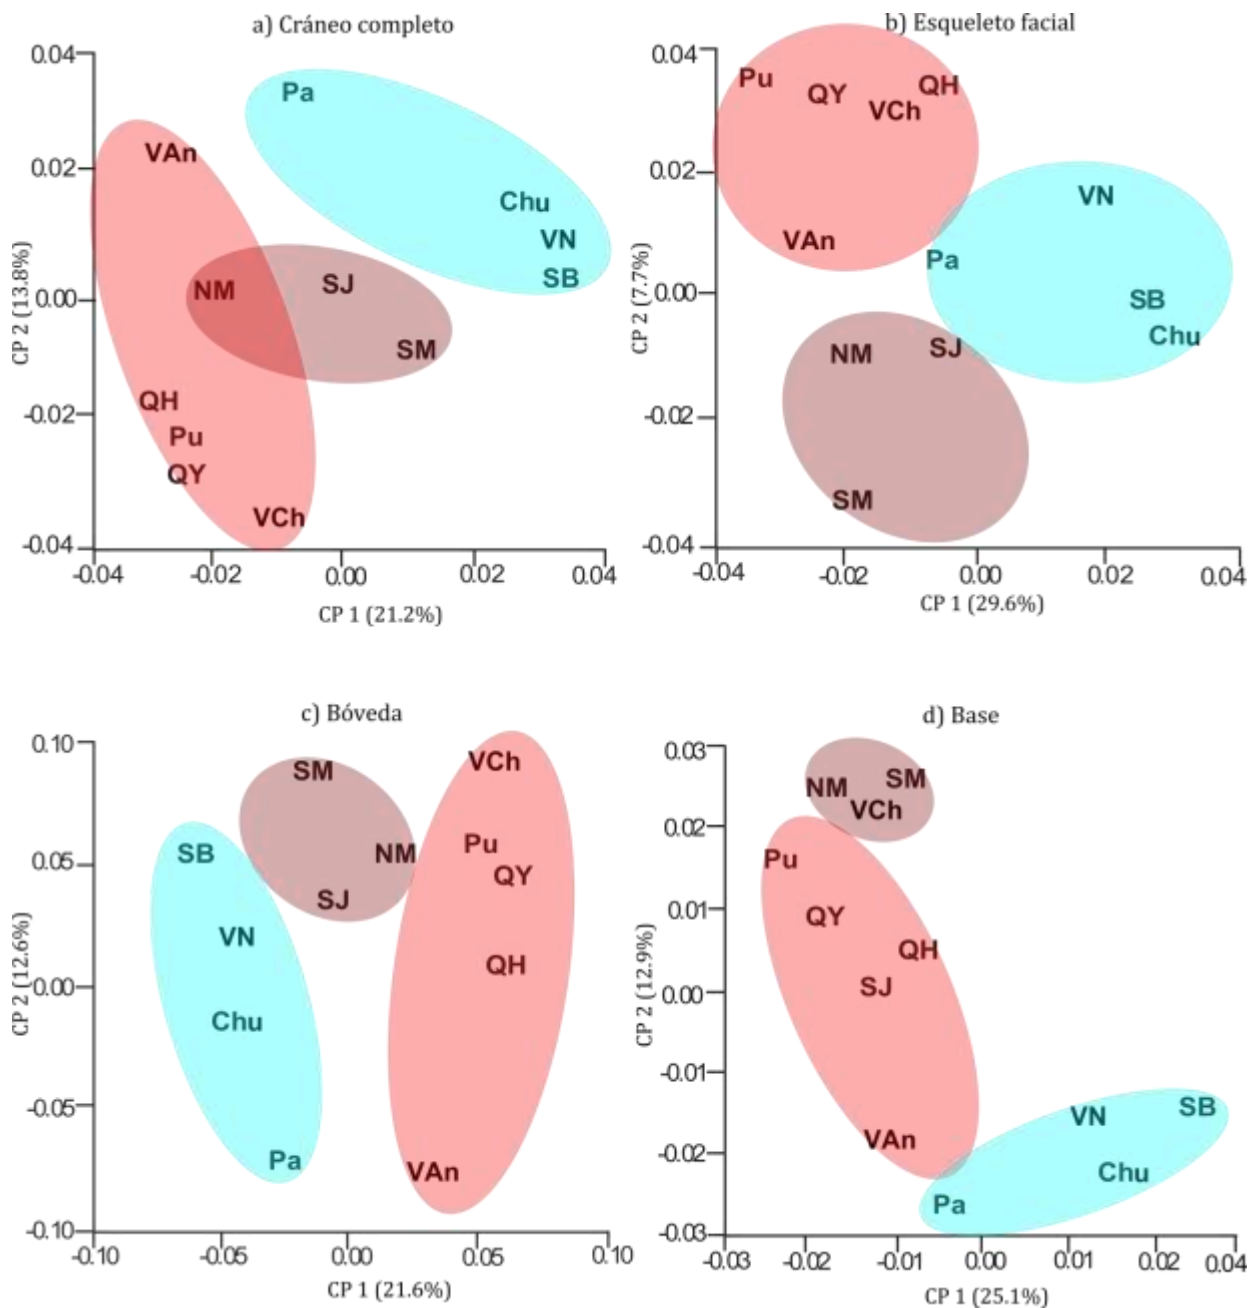 a) Cráneo completo
0.04
Pa
VAn
0.02
Chu
VN
SB
CP 2 (13.8%)
0.00
NM
SJ
SM
QH
-0.02
Pu
QY
VCh
-0.04
-0.04
-0.02
0.00
0.02
0.04
CP 1 (21.2%)
b) Esqueleto facial
0.04
Pu
QY
QH
VCh
0.02
VN
VAn
Pa
CP 2 (7.7%)
0.00
SB
Chu
NM
SJ
-0.02
SM
-0.04
-0.04
-0.02
0.00
0.02
0.04
CP 1 (29.6%)
c) Bóveda
0.10
SM
VCh
SB
0.05
NM
Pu
QY
SJ
VN
QH
CP 2 (12.6%)
0.00
Chu
-0.05
Pa
VAn
-0.10
-0.10
-0.05
0.00
0.05
0.10
CP 1 (21.6%)
d) Base
0.03
NM
SM
VCh
0.02
Pu
0.01
QY
QH
SJ
CP 2 (12.9%)
0.00
-0.01
VN
SB
VAn
-0.02
Chu
Pa
-0.03
-0.03
-0.02
-0.01
0.00
0.01
0.02
0.04
CP 1 (25.1%)